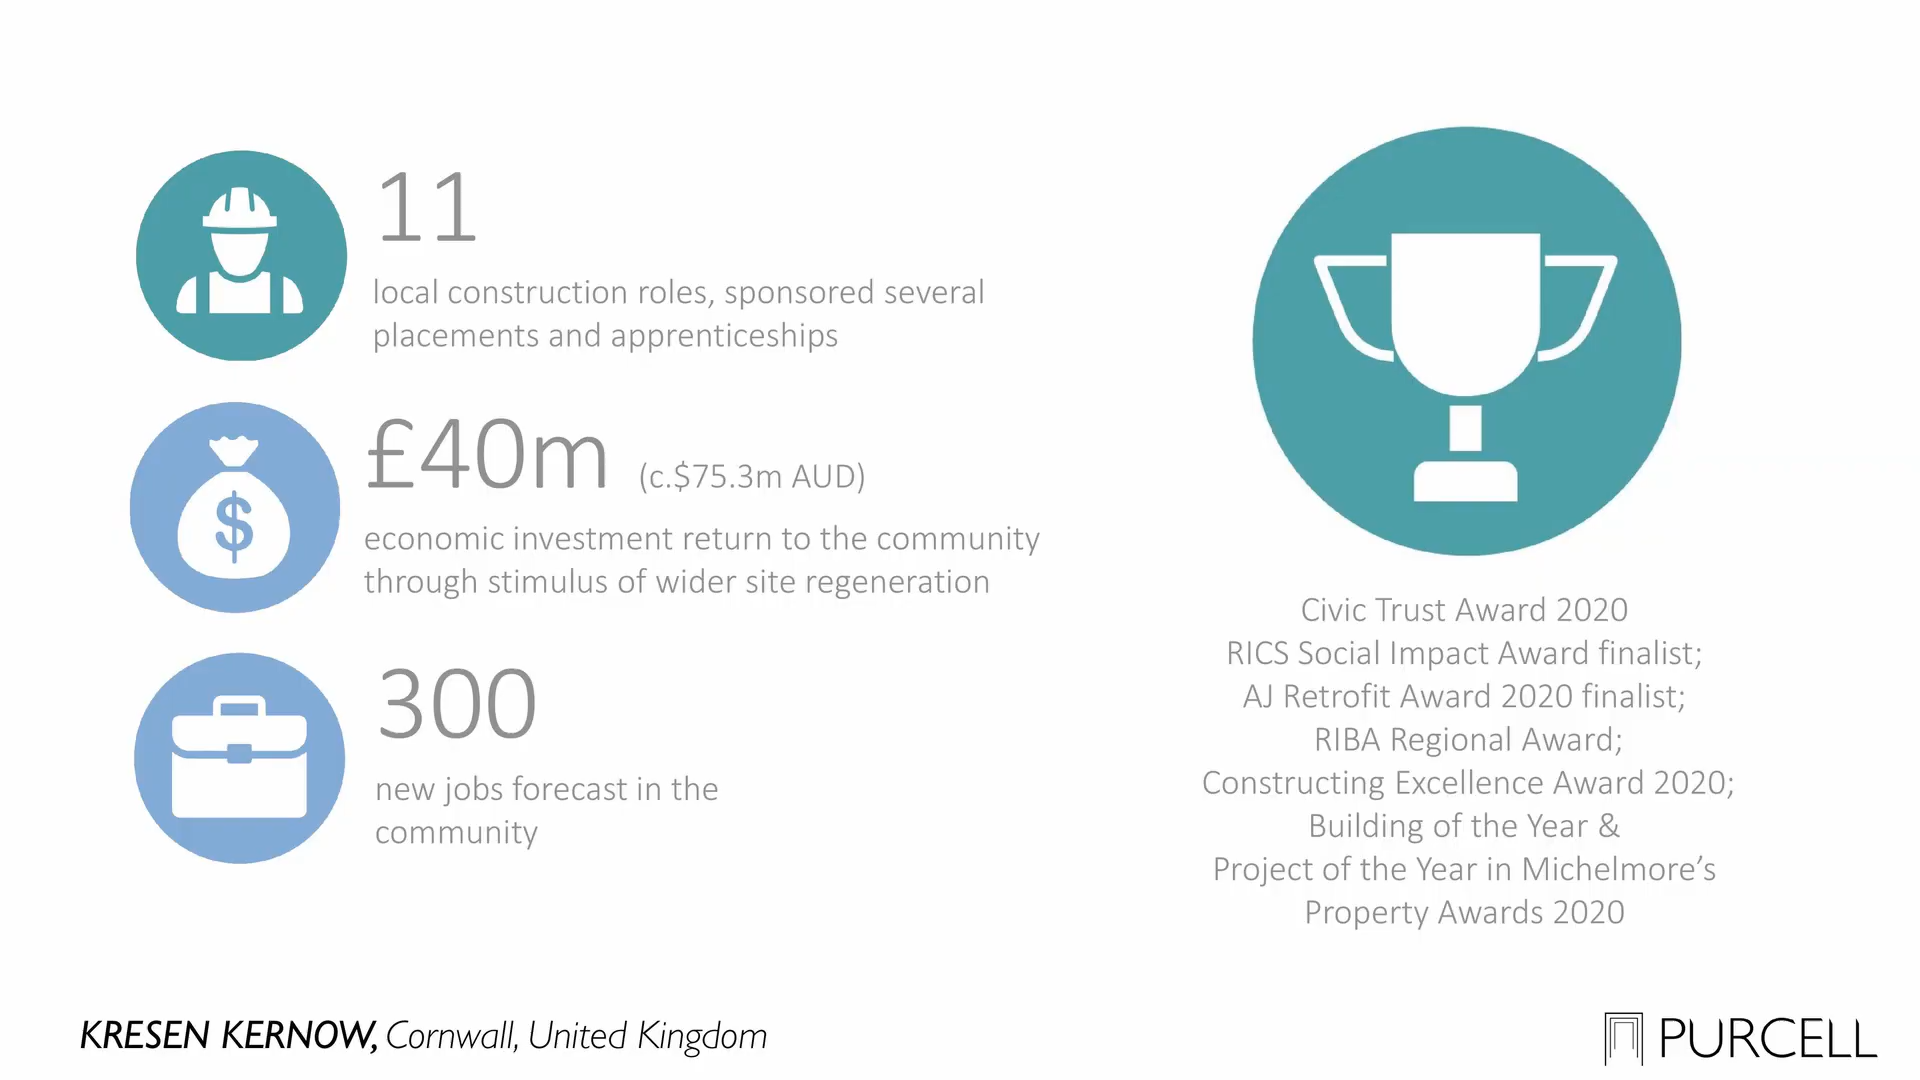 11
local construction roles, sponsored several
placements and apprenticeships
£40m (c.$75.3m AUD)
$
economic investment return to the community
through stimulus of wider site regeneration
300
new jobs forecast in the
community
Civic Trust Award 2020
RICS Social Impact Award finalist;
AJ Retrofit Award 2020 finalist;
RIBA Regional Award;
Constructing Excellence Award 2020;
Building of the Year &
Project of the Year in Michelmore’s
Property Awards 2020
KRESEN KERNOW, Cornwall, United Kingdom
PURCELL